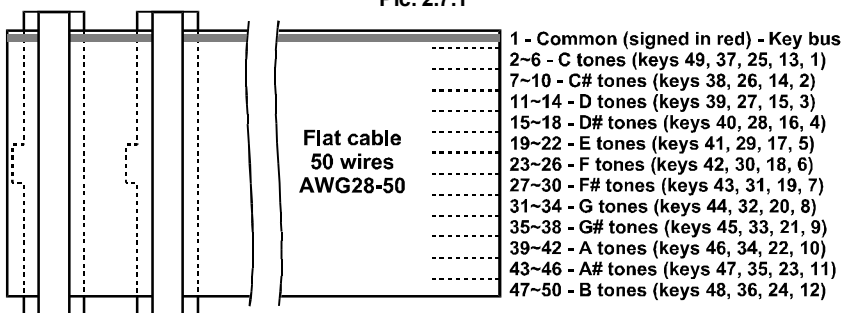 Pic. 2.7.1
1 - Common (signed in red) - Key bus
2~6 - C tones (keys 49, 37, 25, 13, 1)
7~10 - C# tones (keys 38, 26, 14, 2)
11~14 - D tones (keys 39, 27, 15, 3)
15~18 - D# tones (keys 40, 28, 16, 4)
19~22 - E tones (keys 41, 29, 17, 5)
23~26 - F tones (keys 42, 30, 18, 6)
27~30 - F# tones (keys 43, 31, 19, 7)
31~34 - G tones (keys 44, 32, 20, 8)
35~38 - G# tones (keys 45, 33, 21, 9)
39~42 - A tones (keys 46, 34, 22, 10)
43~46 - A# tones (keys 47, 35, 23, 11)
47~50 - B tones (keys 48, 36, 24, 12)
Flat cable
50 wires
AWG28-50